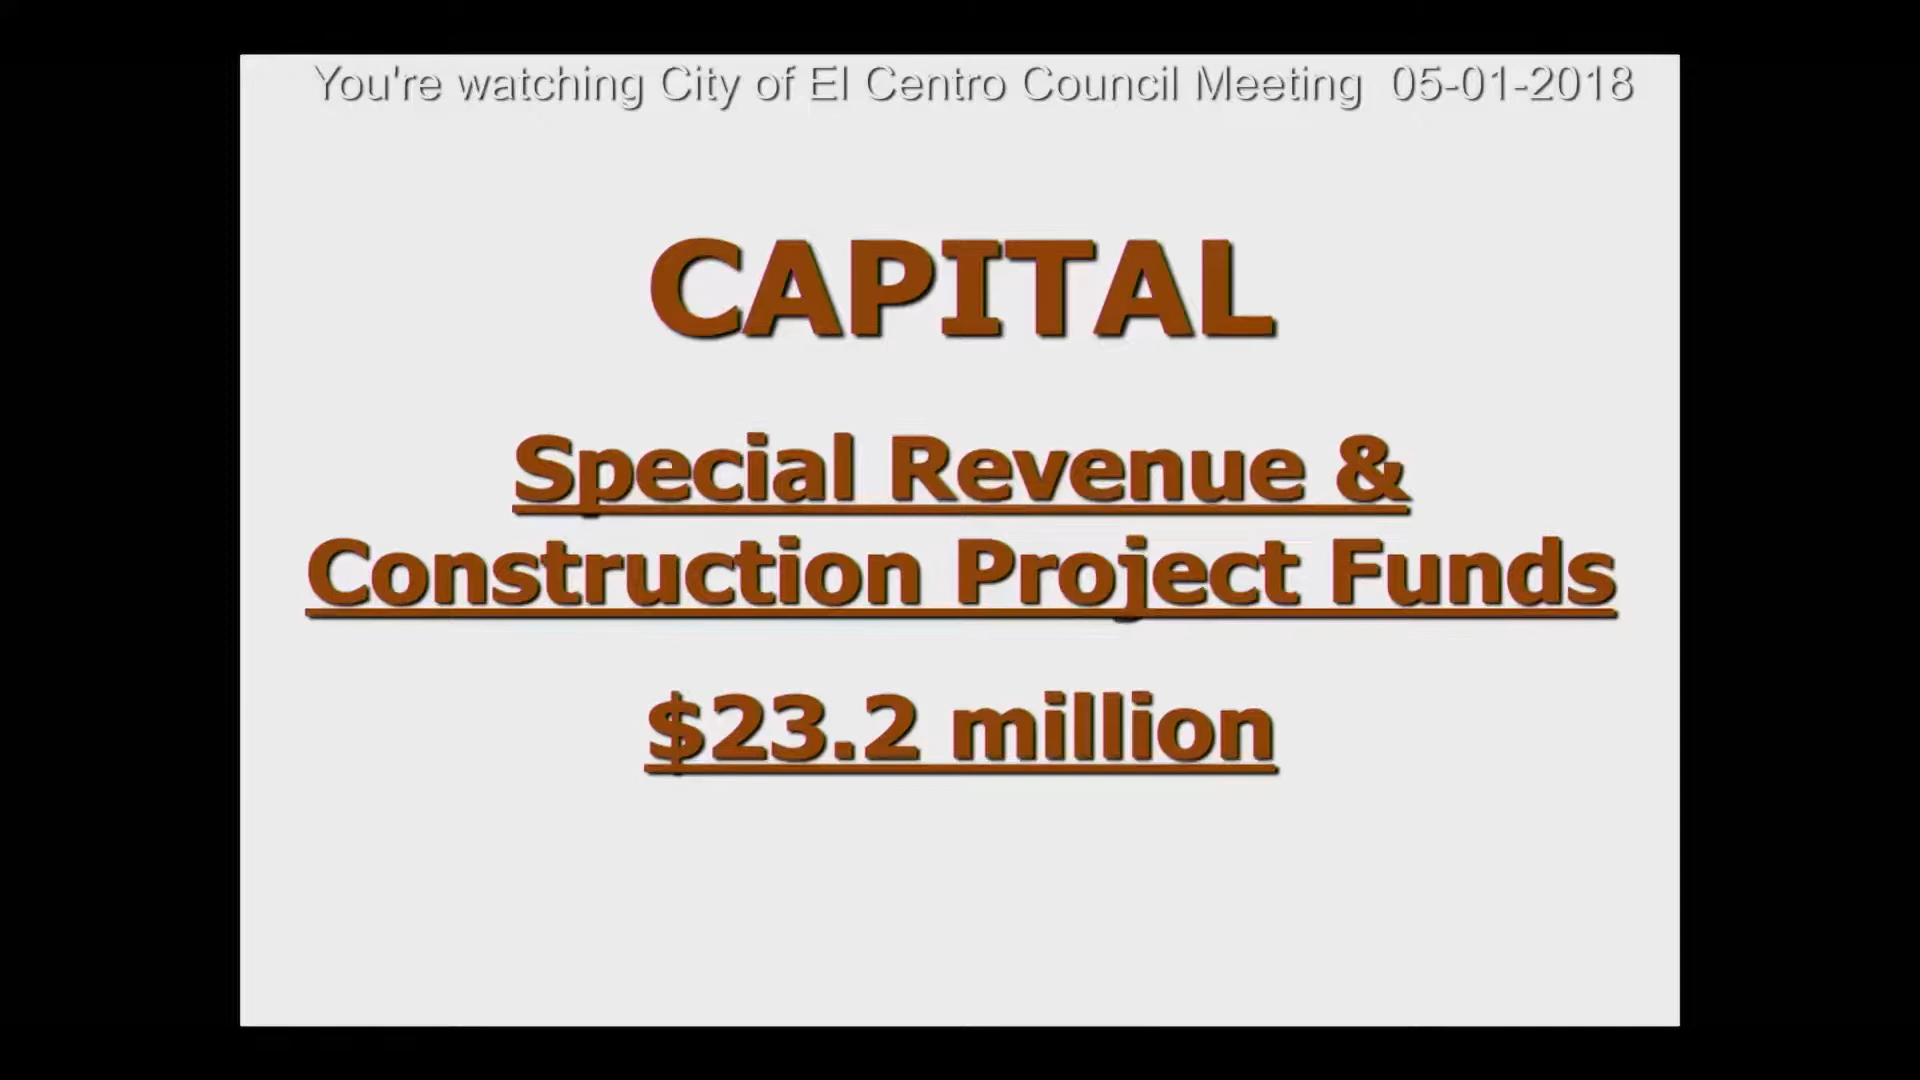 You're watching City of El Centro Council Meeting  05-01-2018
CAPITAL
Special Revenue &
Construction Project Funds
$23.2 million